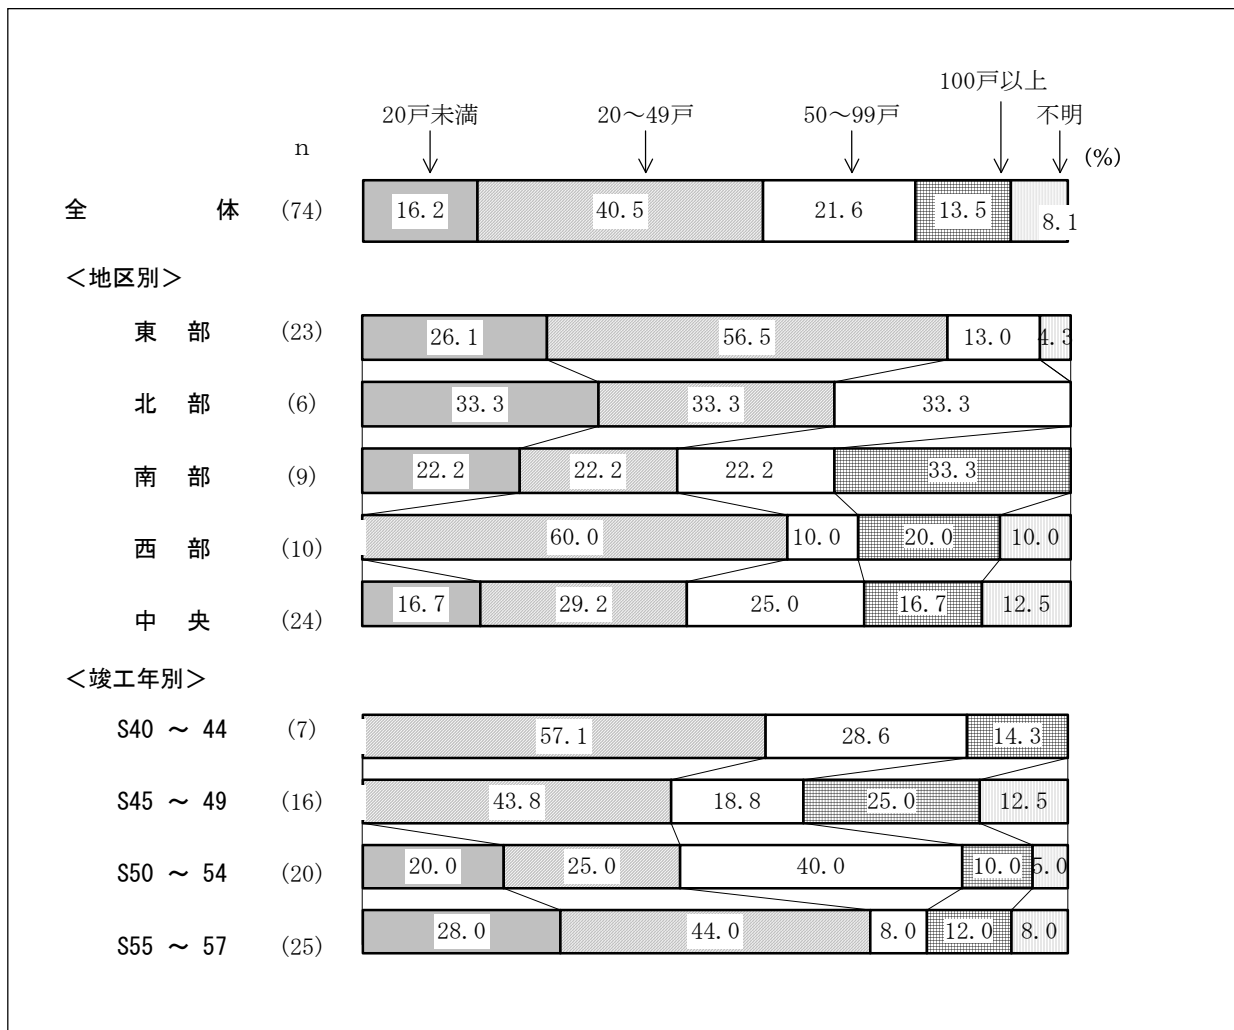 100戸以上
20戸未満 20～49戸 50～99戸 不明
n (%)
全 体 (74) 16.2 40.5 21.6 13.5 8.1
＜地区別＞
東 部 (23) 26.1 56.5 13.0 4.3
北 部 (6) 33.3 33.3 33.3
南 部 (9) 22.2 22.2 22.2 33.3
西 部 (10) 60.0 10.0 20.0 10.0
中 央 (24) 16.7 29.2 25.0 16.7 12.5
＜竣工年別＞
S40 ～ 44 (7) 57.1 28.6 14.3
S45 ～ 49 (16) 43.8 18.8 25.0 12.5
S50 ～ 54 (20) 20.0 25.0 40.0 10.0 5.0
S55 ～ 57 (25) 28.0 44.0 8.0 12.0 8.0